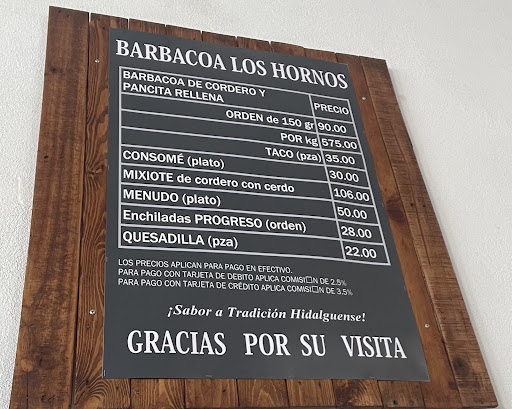 BARBACOA LOS HORNOS
BARBACOA DE CORDERO Y
PANCITA RELLENA PRECIO
ORDEN de 150 gr 90.00
POR kg 575.00
TACO (pza) 35.00
CONSOMÉ (plato) 30.00
MIXIOTE de cordero con cerdo 106.00
MENUDO (plato) 50.00
Enchiladas PROGRESO (orden) 28.00
QUESADILLA (pza) 22.00
LOS PRECIOS APLICAN PARA PAGO EN EFECTIVO.
PARA PAGO CON TARJETA DE DEBITO APLICA COMISI□N DE 2.5%
PARA PAGO CON TARJETA DE CRÉDITO APLICA COMISI□N DE 3.5%
¡Sabor a Tradición Hidalguense!
GRACIAS POR SU VISITA